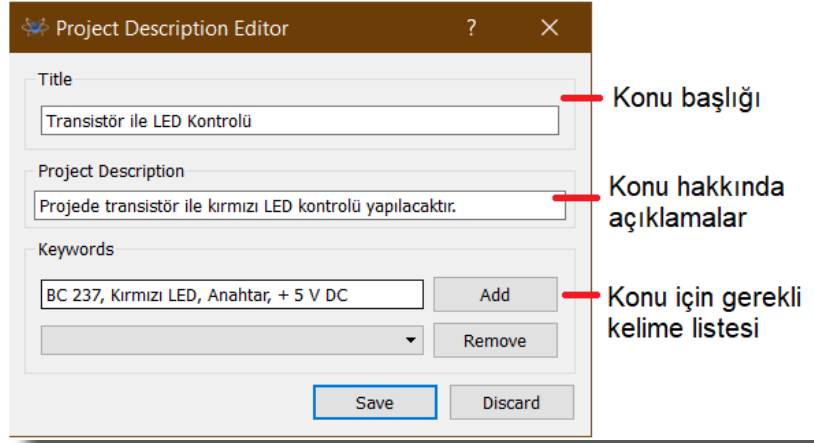 Project Description Editor ? ×
Title
Transistör ile LED Kontrolü
Konu başlığı
Project Description
Projede transistör ile kırmızı LED kontrolü yapılacaktır.
Konu hakkında
açıklamalar
Keywords
BC 237, Kırmızı LED, Anahtar, + 5 V DC
Add
Konu için gerekli
kelime listesi
Remove
Save
Discard